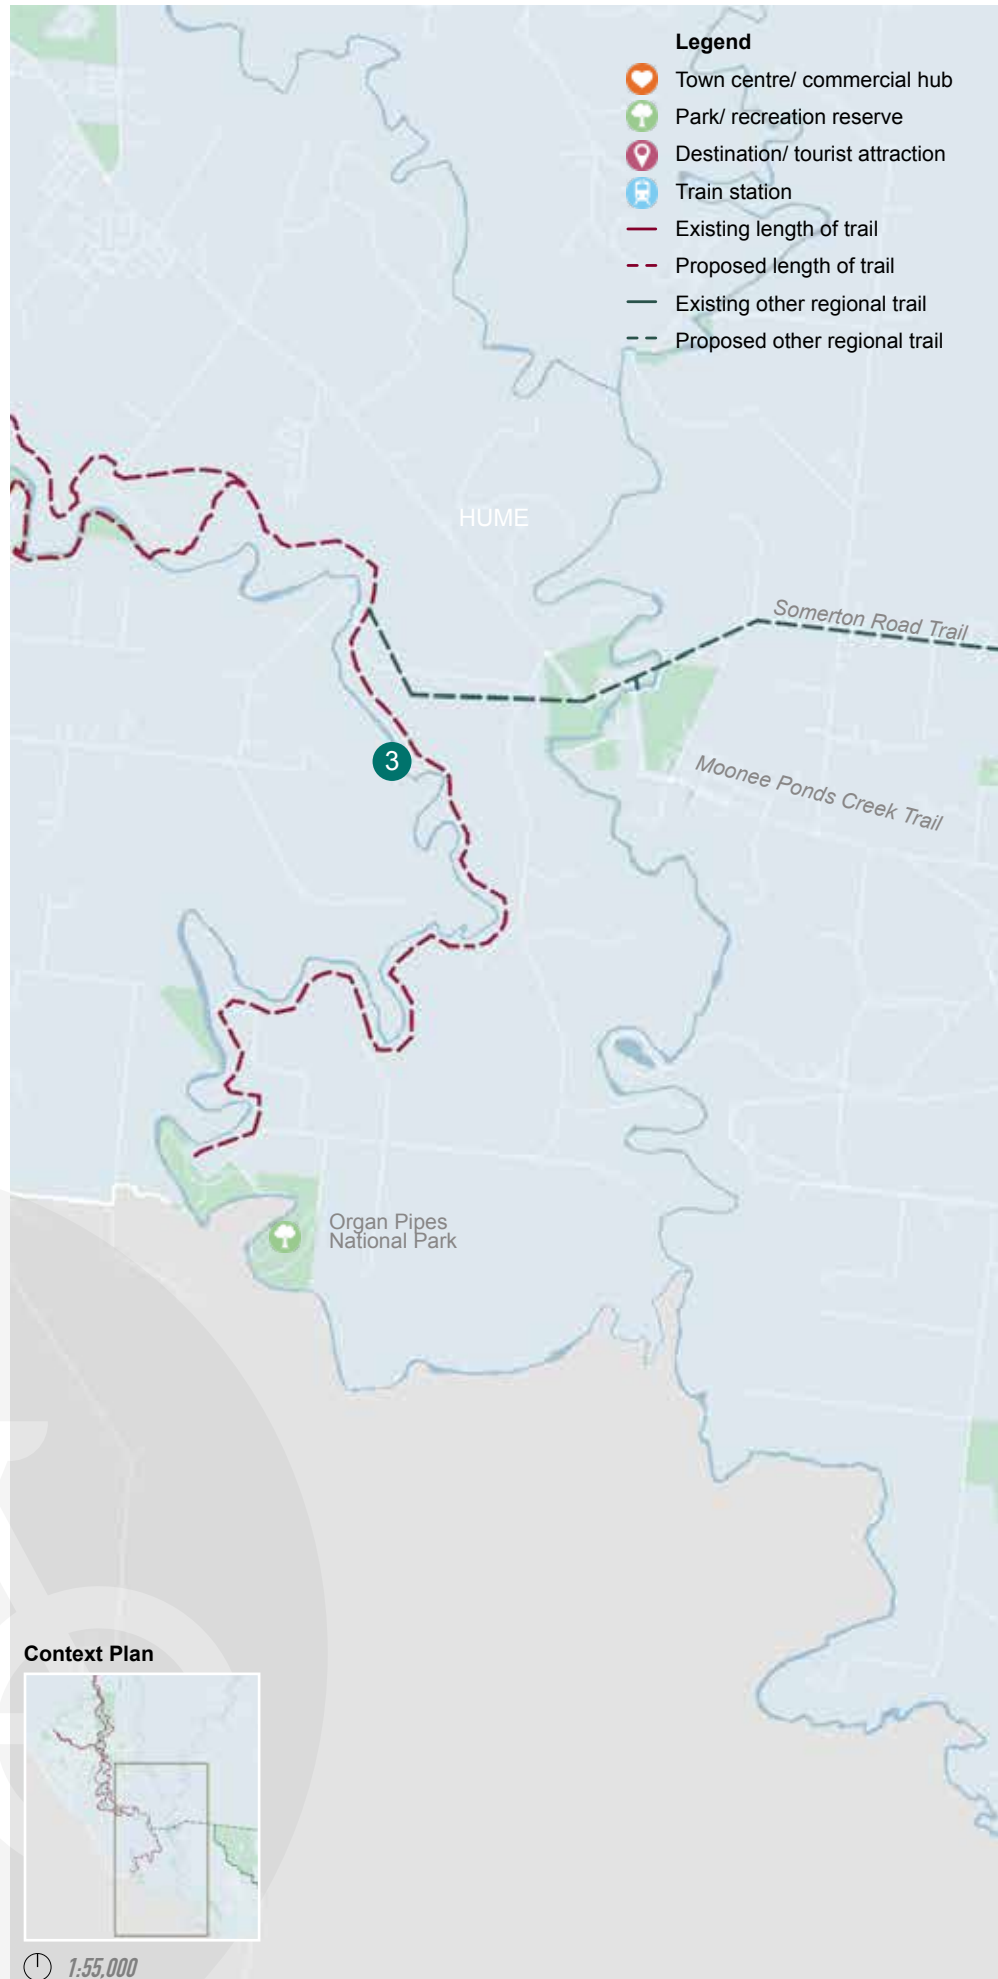 Legend
Town centre/ commercial hub
Park/ recreation reserve
Destination/ tourist attraction
Train station
Existing length of trail
Proposed length of trail
Existing other regional trail
Proposed other regional trail
HUME
Somerton Road Trail
3
Moonee Ponds Creek Trail
Organ Pipes
National Park
Context Plan
1:55,000